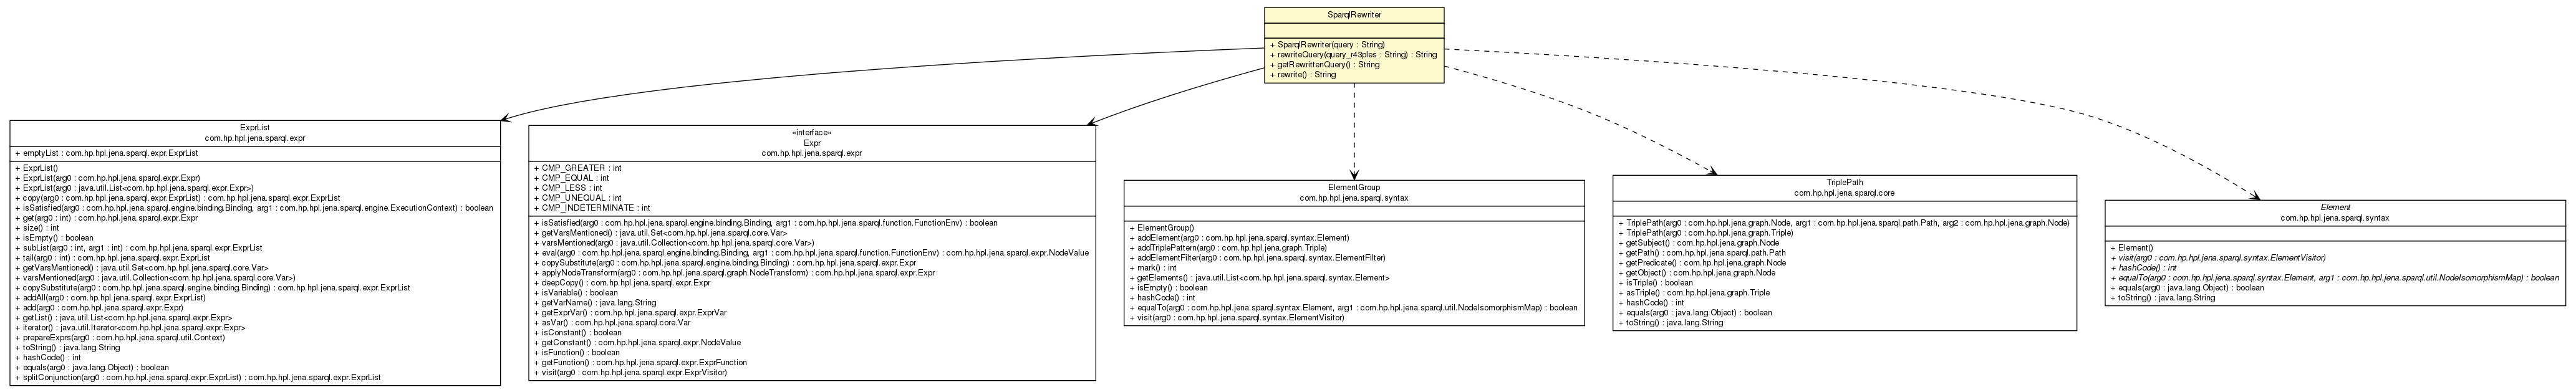 SparqlRewriter
+ SparqlRewriter(query : String)
+ rewriteQuery(query_r43ples : String) : String
+ getRewrittenQuery() : String
+ rewrite() : String
ExprList
com.hp.hpl.jena.sparql.expr
+ emptyList : com.hp.hpl.jena.sparql.expr.ExprList
+ ExprList()
+ ExprList(arg0 : com.hp.hpl.jena.sparql.expr.Expr)
+ ExprList(arg0 : java.util.List<com.hp.hpl.jena.sparql.expr.Expr>)
+ copy(arg0 : com.hp.hpl.jena.sparql.expr.ExprList) : com.hp.hpl.jena.sparql.expr.ExprList
+ isSatisfied(arg0 : com.hp.hpl.jena.sparql.engine.binding.Binding, arg1 : com.hp.hpl.jena.sparql.engine.ExecutionContext) : boolean
+ get(arg0 : int) : com.hp.hpl.jena.sparql.expr.Expr
+ size() : int
+ isEmpty() : boolean
+ subList(arg0 : int, arg1 : int) : com.hp.hpl.jena.sparql.expr.ExprList
+ tail(arg0 : int) : com.hp.hpl.jena.sparql.expr.ExprList
+ getVarsMentioned() : java.util.Set<com.hp.hpl.jena.sparql.core.Var>
+ varsMentioned(arg0 : java.util.Collection<com.hp.hpl.jena.sparql.core.Var>)
+ copySubstitute(arg0 : com.hp.hpl.jena.sparql.engine.binding.Binding) : com.hp.hpl.jena.sparql.expr.ExprList
+ addAll(arg0 : com.hp.hpl.jena.sparql.expr.ExprList)
+ add(arg0 : com.hp.hpl.jena.sparql.expr.Expr)
+ getList() : java.util.List<com.hp.hpl.jena.sparql.expr.Expr>
+ iterator() : java.util.Iterator<com.hp.hpl.jena.sparql.expr.Expr>
+ prepareExprs(arg0 : com.hp.hpl.jena.sparql.util.Context)
+ toString() : java.lang.String
+ hashCode() : int
+ equals(arg0 : java.lang.Object) : boolean
+ splitConjunction(arg0 : com.hp.hpl.jena.sparql.expr.ExprList) : com.hp.hpl.jena.sparql.expr.ExprList
«interface»
Expr
com.hp.hpl.jena.sparql.expr
+ CMP_GREATER : int
+ CMP_EQUAL : int
+ CMP_LESS : int
+ CMP_UNEQUAL : int
+ CMP_INDETERMINATE : int
+ isSatisfied(arg0 : com.hp.hpl.jena.sparql.engine.binding.Binding, arg1 : com.hp.hpl.jena.sparql.function.FunctionEnv) : boolean
+ getVarsMentioned() : java.util.Set<com.hp.hpl.jena.sparql.core.Var>
+ varsMentioned(arg0 : java.util.Collection<com.hp.hpl.jena.sparql.core.Var>)
+ eval(arg0 : com.hp.hpl.jena.sparql.engine.binding.Binding, arg1 : com.hp.hpl.jena.sparql.function.FunctionEnv) : com.hp.hpl.jena.sparql.expr.NodeValue
+ copySubstitute(arg0 : com.hp.hpl.jena.sparql.engine.binding.Binding) : com.hp.hpl.jena.sparql.expr.Expr
+ applyNodeTransform(arg0 : com.hp.hpl.jena.sparql.graph.NodeTransform) : com.hp.hpl.jena.sparql.expr.Expr
+ deepCopy() : com.hp.hpl.jena.sparql.expr.Expr
+ isVariable() : boolean
+ getVarName() : java.lang.String
+ getExprVar() : com.hp.hpl.jena.sparql.expr.ExprVar
+ asVar() : com.hp.hpl.jena.sparql.core.Var
+ isConstant() : boolean
+ getConstant() : com.hp.hpl.jena.sparql.expr.NodeValue
+ isFunction() : boolean
+ getFunction() : com.hp.hpl.jena.sparql.expr.ExprFunction
+ visit(arg0 : com.hp.hpl.jena.sparql.expr.ExprVisitor)
ElementGroup
com.hp.hpl.jena.sparql.syntax
+ ElementGroup()
+ addElement(arg0 : com.hp.hpl.jena.sparql.syntax.Element)
+ addTriplePattern(arg0 : com.hp.hpl.jena.graph.Triple)
+ addElementFilter(arg0 : com.hp.hpl.jena.sparql.syntax.ElementFilter)
+ mark() : int
+ getElements() : java.util.List<com.hp.hpl.jena.sparql.syntax.Element>
+ isEmpty() : boolean
+ hashCode() : int
+ equalTo(arg0 : com.hp.hpl.jena.sparql.syntax.Element, arg1 : com.hp.hpl.jena.sparql.util.NodeIsomorphismMap) : boolean
+ visit(arg0 : com.hp.hpl.jena.sparql.syntax.ElementVisitor)
TriplePath
com.hp.hpl.jena.sparql.core
+ TriplePath(arg0 : com.hp.hpl.jena.graph.Node, arg1 : com.hp.hpl.jena.sparql.path.Path, arg2 : com.hp.hpl.jena.graph.Node)
+ TriplePath(arg0 : com.hp.hpl.jena.graph.Triple)
+ getSubject() : com.hp.hpl.jena.graph.Node
+ getPath() : com.hp.hpl.jena.sparql.path.Path
+ getPredicate() : com.hp.hpl.jena.graph.Node
+ getObject() : com.hp.hpl.jena.graph.Node
+ isTriple() : boolean
+ asTriple() : com.hp.hpl.jena.graph.Triple
+ hashCode() : int
+ equals(arg0 : java.lang.Object) : boolean
+ toString() : java.lang.String
Element
com.hp.hpl.jena.sparql.syntax
+ Element()
+ visit(arg0 : com.hp.hpl.jena.sparql.syntax.ElementVisitor)
+ hashCode() : int
+ equalTo(arg0 : com.hp.hpl.jena.sparql.syntax.Element, arg1 : com.hp.hpl.jena.sparql.util.NodeIsomorphismMap) : boolean
+ equals(arg0 : java.lang.Object) : boolean
+ toString() : java.lang.String